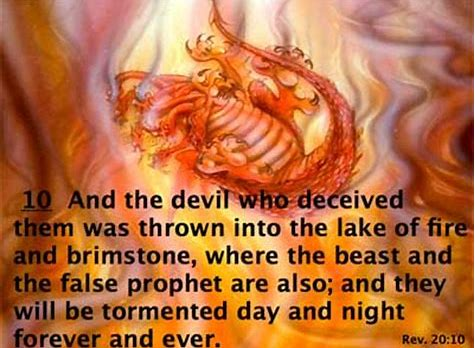 10 And the devil who deceived
them was thrown into the lake of fire
and brimstone, where the beast and
the false prophet are also; and they
will be tormented day and night
forever and ever.
Rev. 20:10